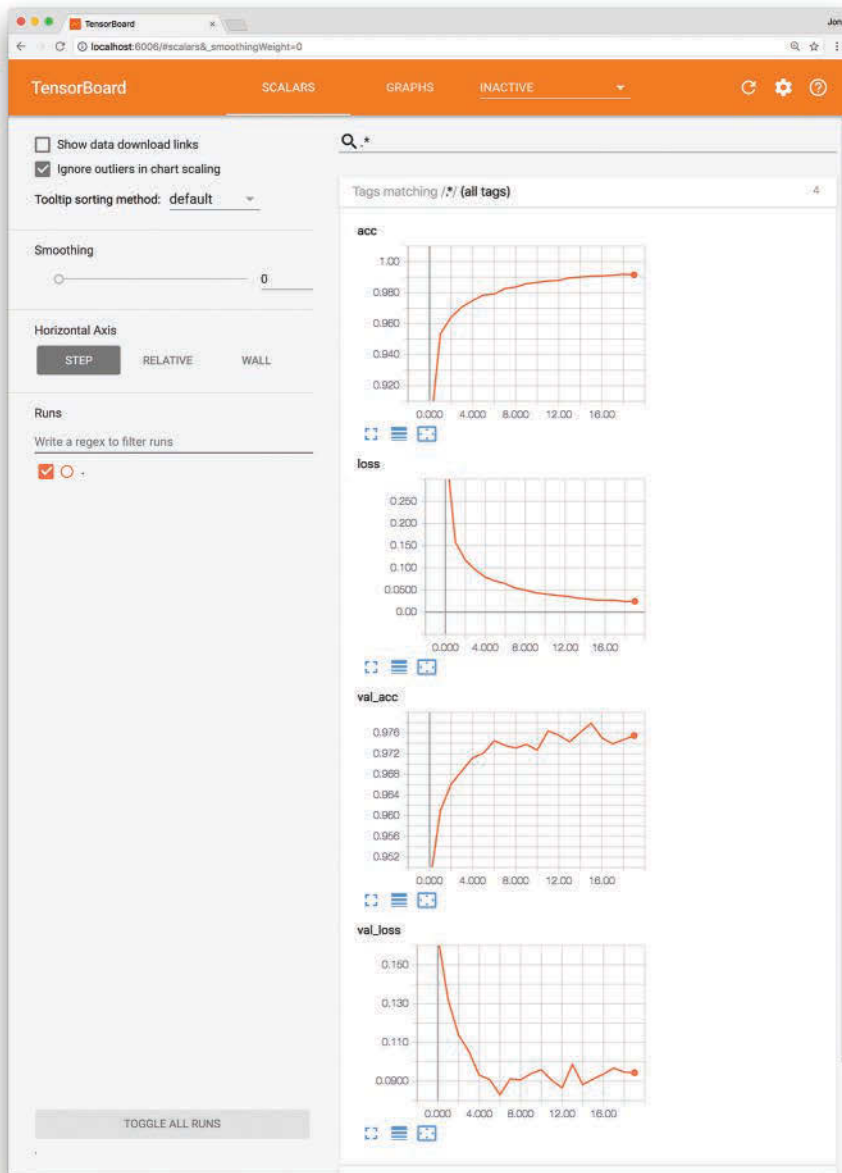 TensorBoard
Jon
localhost:6006/#scalars&_smoothingWeight=0
TensorBoard SCALARS GRAPHS INACTIVE
Show data download links
Ignore outliers in chart scaling
Tooltip sorting method: default
Smoothing
0
Horizontal Axis
STEP RELATIVE WALL
Runs
Write a regex to filter runs
.
TOGGLE ALL RUNS
.
.*
Tags matching /.*/ (all tags) 4
acc
1.00
0.980
0.960
0.940
0.920
0.000 4.000 8.000 12.00 16.00
loss
0.250
0.200
0.150
0.100
0.0500
0.00
0.000 4.000 8.000 12.00 16.00
val_acc
0.976
0.972
0.968
0.964
0.960
0.956
0.952
0.000 4.000 8.000 12.00 16.00
val_loss
0.150
0.130
0.110
0.0900
0.000 4.000 8.000 12.00 16.00